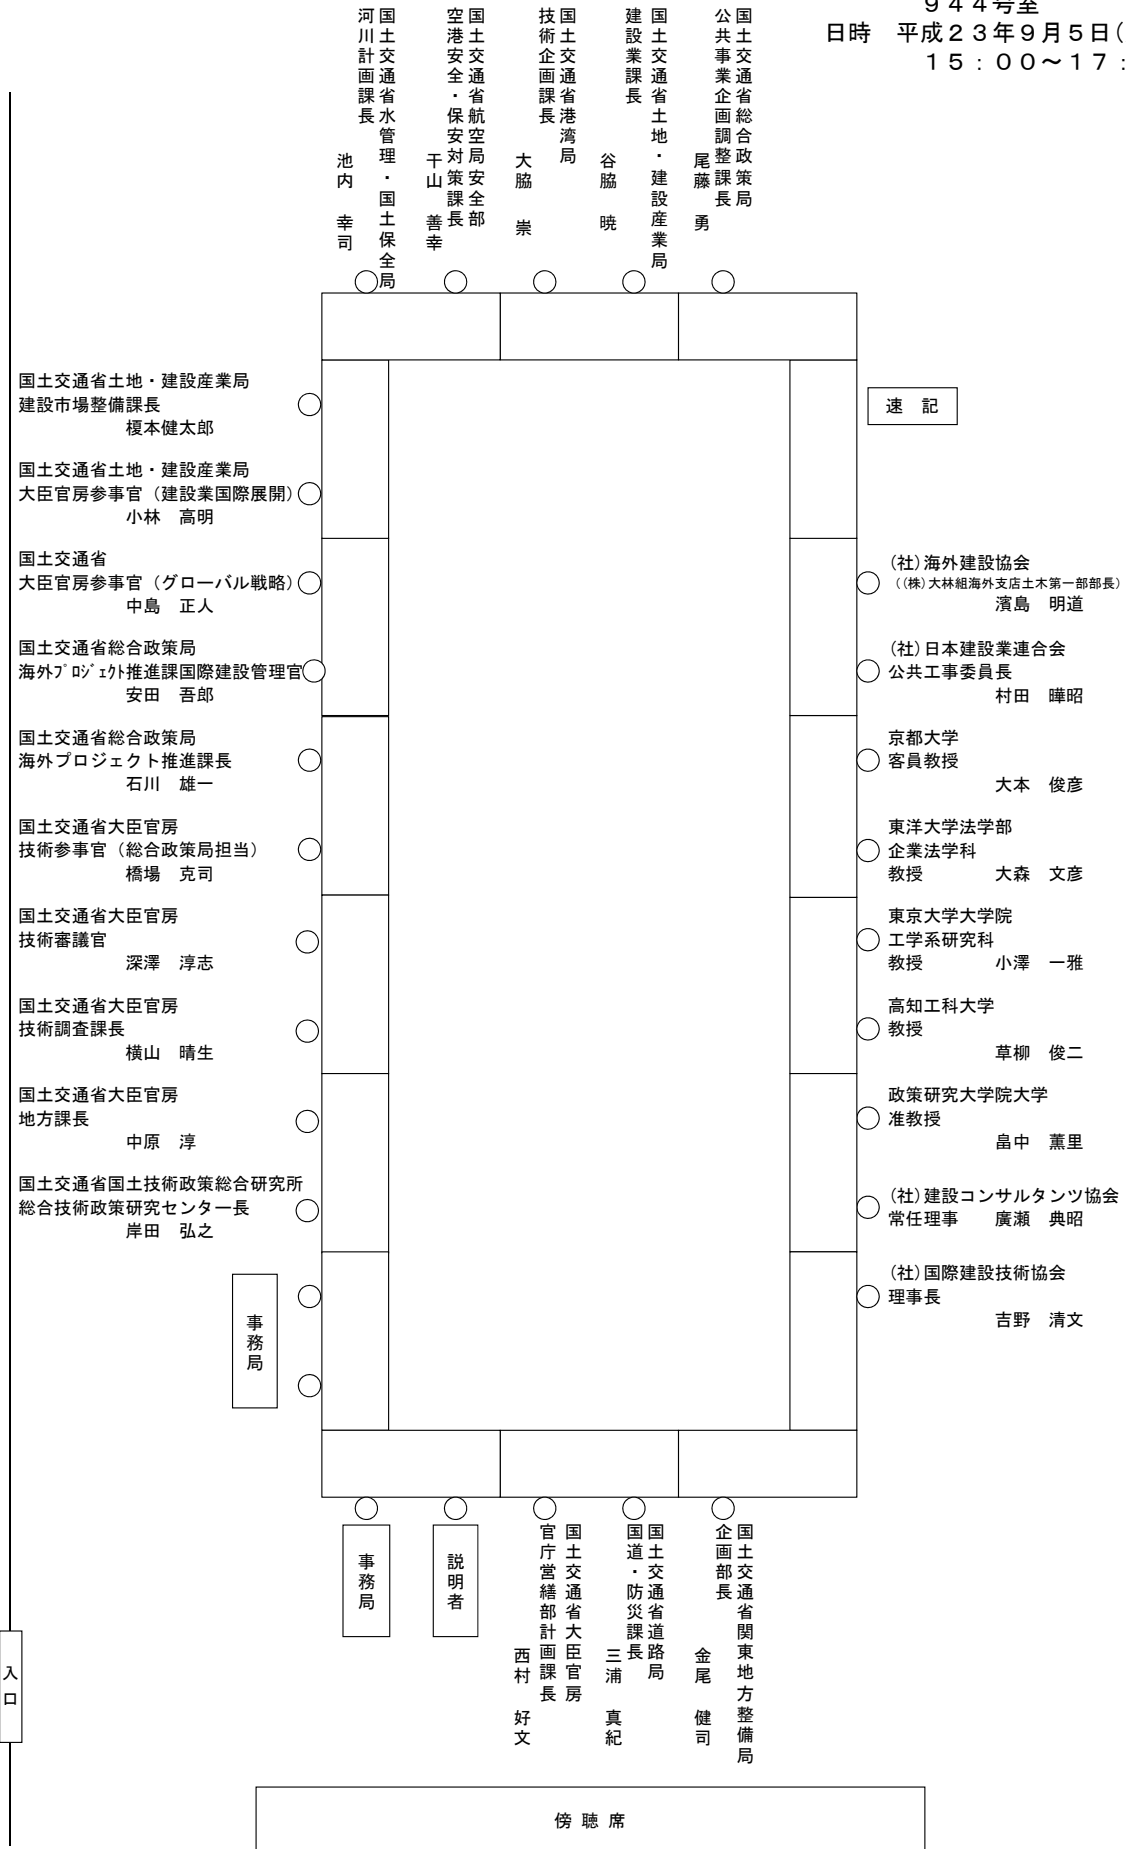 944号室
日時　平成23年9月5日(
15:00～17:
国土交通省水管理・国土保全局
河川計画課長
池内　幸司
国土交通省航空局安全部
空港安全・保安対策課長
干山　善幸
国土交通省港湾局
技術企画課長
大脇　崇
国土交通省土地・建設産業局
建設業課長
谷脇　暁
国土交通省総合政策局
公共事業企画調整課長
尾藤　勇
国土交通省土地・建設産業局
建設市場整備課長
榎本健太郎
国土交通省土地・建設産業局
大臣官房参事官（建設業国際展開）
小林　高明
国土交通省
大臣官房参事官（グローバル戦略）
中島　正人
国土交通省総合政策局
海外ﾌﾟﾛｼﾞｪｸﾄ推進課国際建設管理官
安田　吾郎
国土交通省総合政策局
海外プロジェクト推進課長
石川　雄一
国土交通省大臣官房
技術参事官（総合政策局担当）
橋場　克司
国土交通省大臣官房
技術審議官
深澤　淳志
国土交通省大臣官房
技術調査課長
横山　晴生
国土交通省大臣官房
地方課長
中原　淳
国土交通省国土技術政策総合研究所
総合技術政策研究センター長
岸田　弘之
事務局
速　記
(社)海外建設協会
（(株)大林組海外支店土木第一部部長）
濱島　明道
(社)日本建設業連合会
公共工事委員長
村田　曄昭
京都大学
客員教授
大本　俊彦
東洋大学法学部
企業法学科
教授　大森　文彦
東京大学大学院
工学系研究科
教授　小澤　一雅
高知工科大学
教授
草柳　俊二
政策研究大学院大学
准教授
畠中　薫里
(社)建設コンサルタンツ協会
常任理事　廣瀬　典昭
(社)国際建設技術協会
理事長
吉野　清文
事務局
説明者
国土交通省大臣官房
官庁営繕部計画課長
西村　好文
国土交通省道路局
国道・防災課長
三浦　真紀
国土交通省関東地方整備局
企画部長
金尾　健司
入口
傍聴席